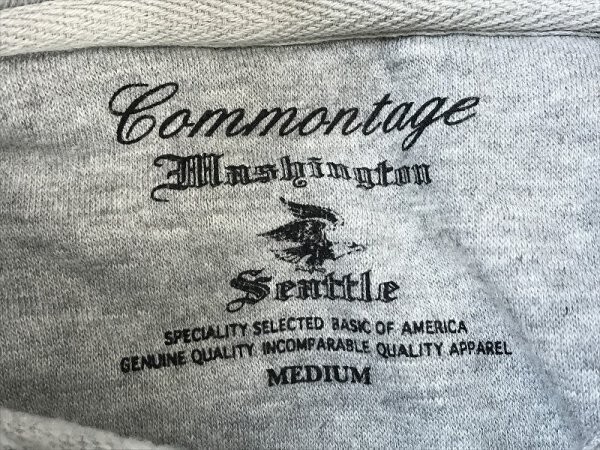 Commontage
Washington
Seattle
SPECIALITY SELECTED BASIC OF AMERICA
GENUINE QUALITY INCOMPARABLE QUALITY APPAREL
MEDIUM